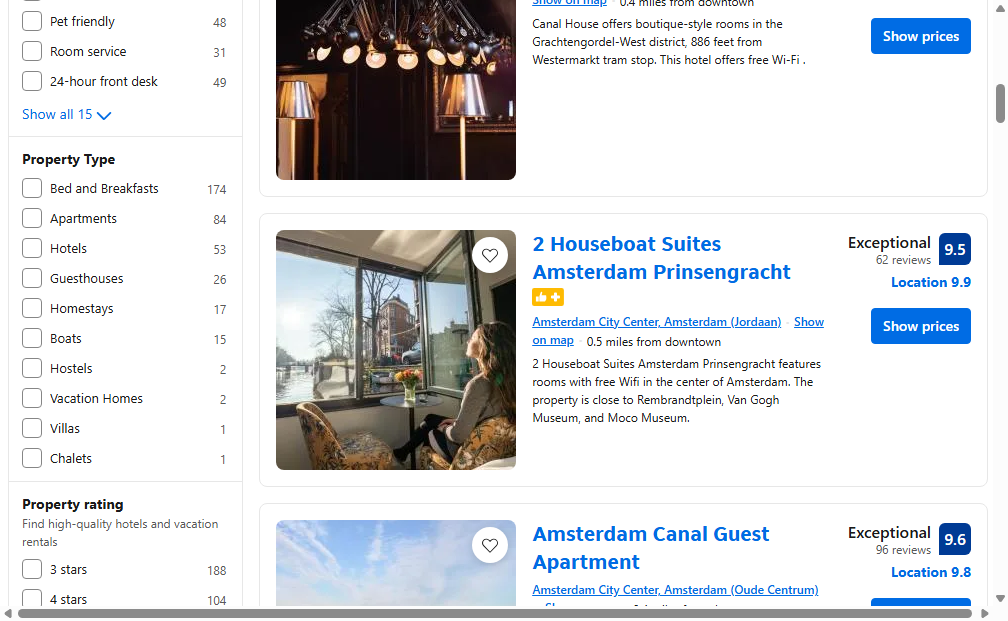 Pet friendly 48
Room service 31
24-hour front desk 49
Show all 15
Property Type
Bed and Breakfasts 174
Apartments 84
Hotels 53
Guesthouses 26
Homestays 17
Boats 15
Hostels 2
Vacation Homes 2
Villas 1
Chalets 1
Property rating
Find high-quality hotels and vacation
rentals
3 stars 188
4 stars 104
Show on map · 0.4 miles from downtown
Canal House offers boutique-style rooms in the
Grachtengordel-West district, 886 feet from
Westermarkt tram stop. This hotel offers free Wi-Fi .
Show prices
2 Houseboat Suites
Amsterdam Prinsengracht
Amsterdam City Center, Amsterdam (Jordaan) · Show
on map · 0.5 miles from downtown
2 Houseboat Suites Amsterdam Prinsengracht features
rooms with free Wifi in the center of Amsterdam. The
property is close to Rembrandtplein, Van Gogh
Museum, and Moco Museum.
Exceptional 9.5
62 reviews
Location 9.9
Show prices
Amsterdam Canal Guest
Apartment
Amsterdam City Center, Amsterdam (Oude Centrum)
Exceptional 9.6
96 reviews
Location 9.8